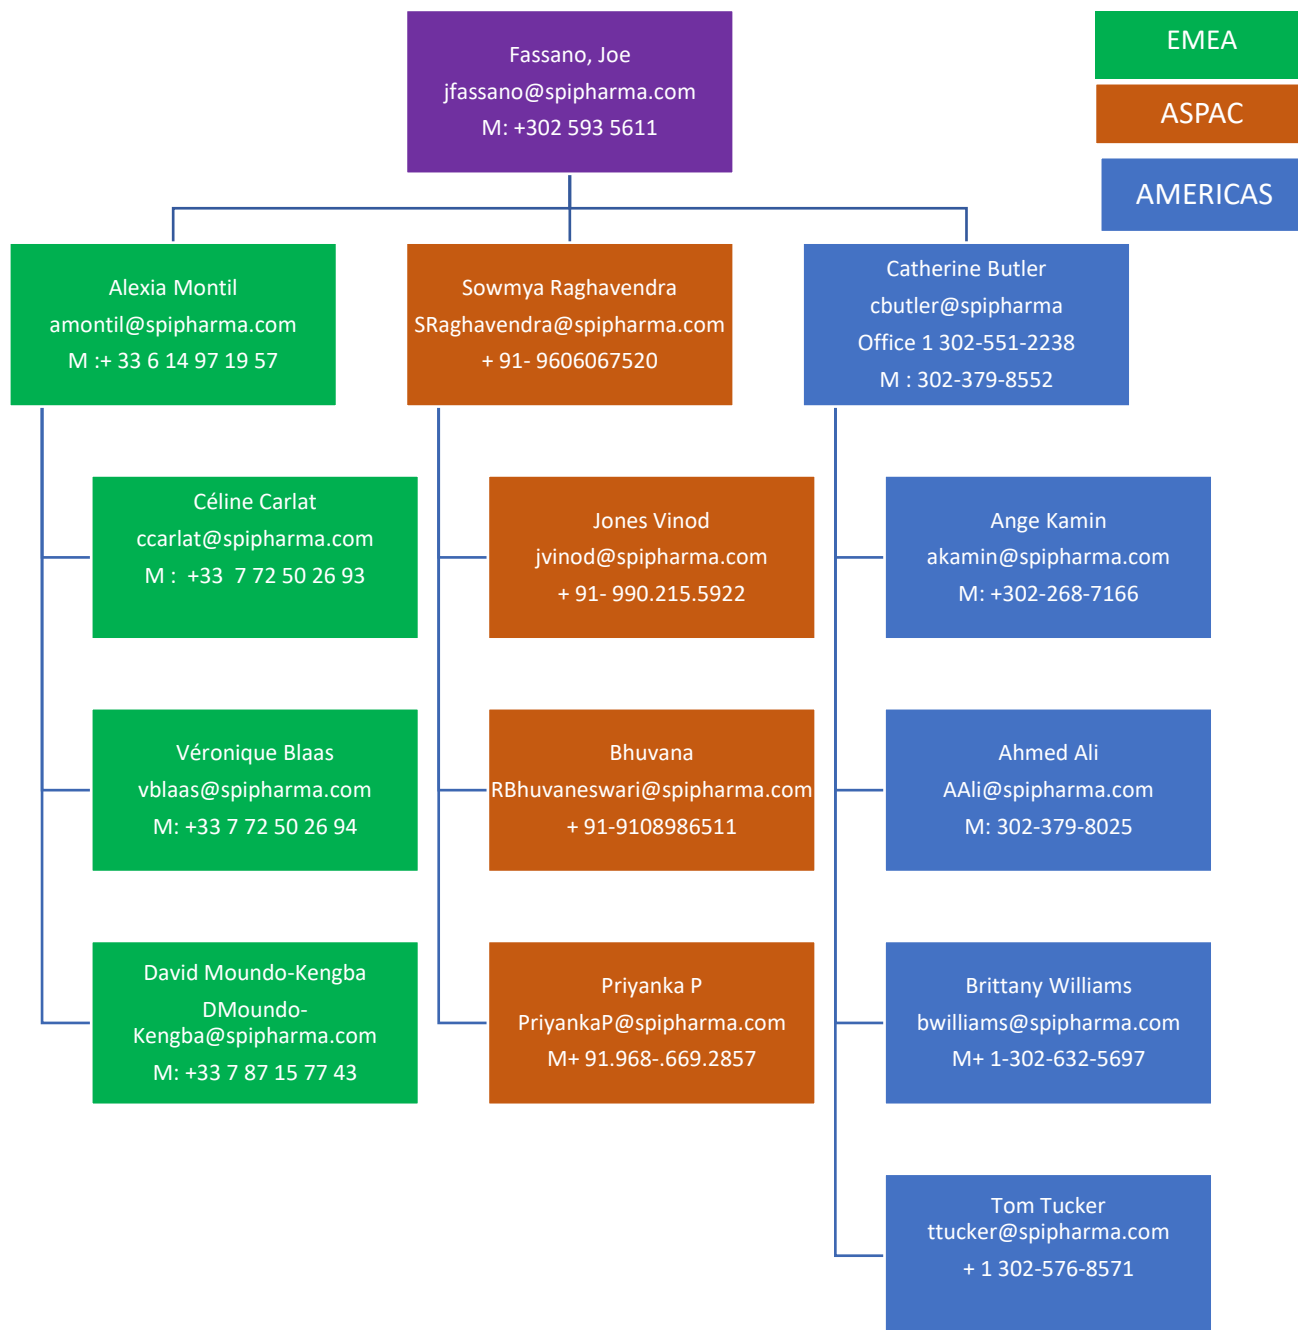 Fassano, Joe
jfassano@spipharma.com
M: +302 593 5611
EMEA
ASPAC
AMERICAS
Alexia Montil
amontil@spipharma.com
M :+ 33 6 14 97 19 57
Sowmya Raghavendra
SRaghavendra@spipharma.com
+ 91- 9606067520
Catherine Butler
cbutler@spipharma
Office 1 302-551-2238
M : 302-379-8552
Céline Carlat
ccarlat@spipharma.com
M :  +33  7 72 50 26 93
Jones Vinod
jvinod@spipharma.com
+ 91- 990.215.5922
Ange Kamin
akamin@spipharma.com
M: +302-268-7166
Véronique Blaas
vblaas@spipharma.com
M: +33 7 72 50 26 94
Bhuvana
RBhuvaneswari@spipharma.com
+ 91-9108986511
Ahmed Ali
AAli@spipharma.com
M: 302-379-8025
David Moundo-Kengba
DMoundo-
Kengba@spipharma.com
M: +33 7 87 15 77 43
Priyanka P
PriyankaP@spipharma.com
M+ 91.968-.669.2857
Brittany Williams
bwilliams@spipharma.com
M+ 1-302-632-5697
Tom Tucker
ttucker@spipharma.com
+ 1 302-576-8571